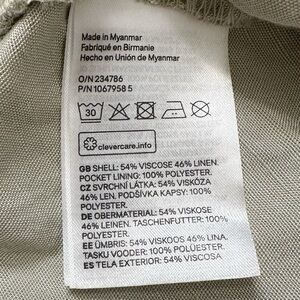 Made in Myanmar
Fabriqué en Birmanie
Hecho en Unión de Myanmar
O/N 234786
P/N 1067958 5
30
clevercare.info
GB SHELL: 54% VISCOSE 46% LINEN.
POCKET LINING: 100% POLYESTER.
CZ SVRCHNÍ LÁTKA: 54% VISKÓZA
46% LEN, PODŠÍVKA KAPSY: 100%
POLYESTER.
DE OBERMATERIAL: 54% VISKOSE
46% LEINEN. TASCHENFUTTER: 100%
POLYESTER.
EE ÜMBRIS: 54% VISKOOS 46% LINA.
TASKU VOODER: 100% POLÜESTER.
ES TELA EXTERIOR: 54% VISCOSA